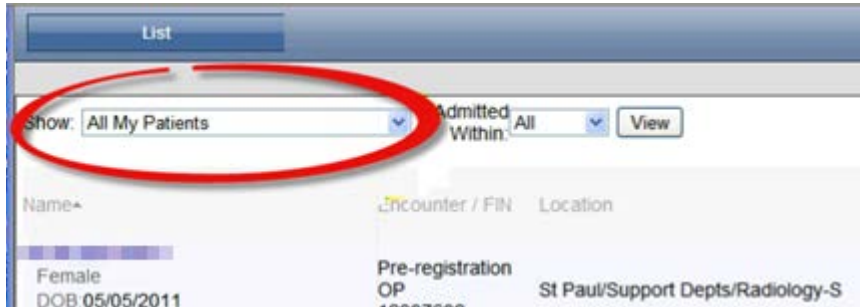 List
Show: All My Patients Admitted Within: All View
Name Encounter / FIN Location
Female Pre-registration
DOB 05/05/2011 OP St Paul/Support Depts/Radiology-S